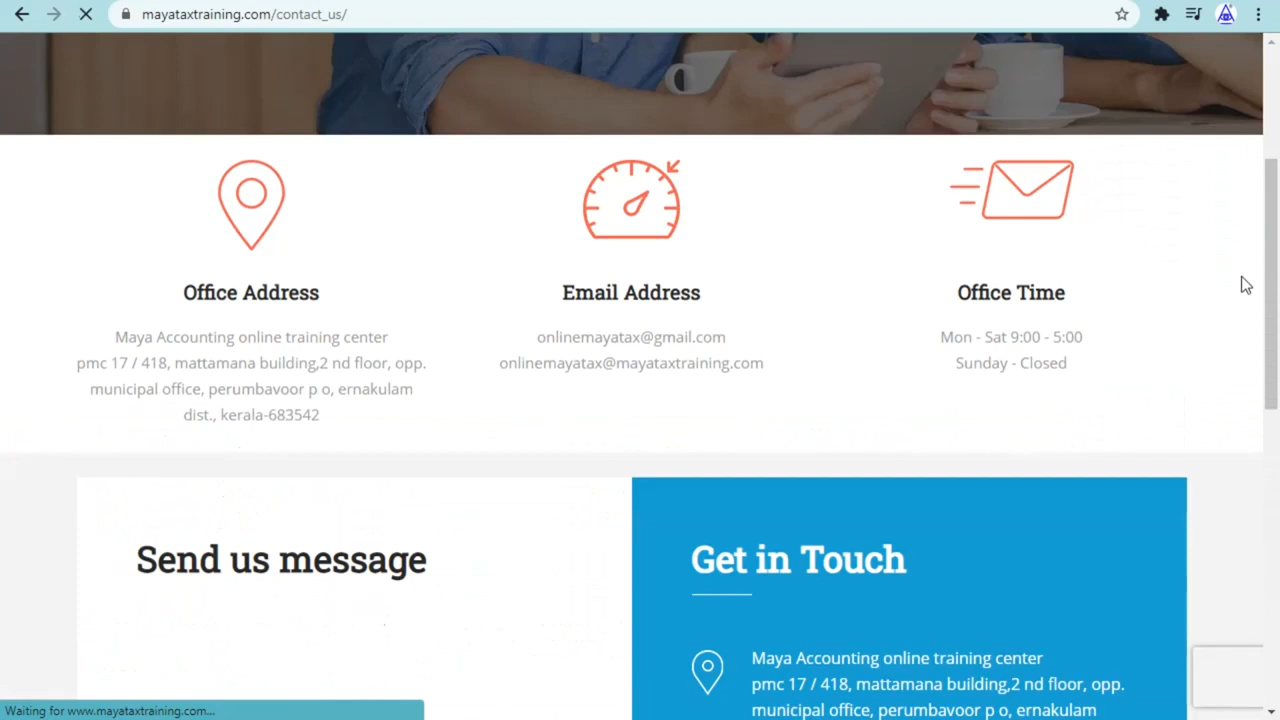 mayataxtraining.com/contact_us/
Office Address
Maya Accounting online training center
pmc 17 / 418, mattamana building,2 nd floor, opp.
municipal office, perumbavoor p o, ernakulam
dist., kerala-683542
Email Address
onlinemayatax@gmail.com
onlinemayatax@mayataxtraining.com
Office Time
Mon - Sat 9:00 - 5:00
Sunday - Closed
Send us message
Get in Touch
Maya Accounting online training center
pmc 17 / 418, mattamana building,2 nd floor, opp.
municipal office, perumbavoor p o, ernakulam
Waiting for www.mayataxtraining.com...